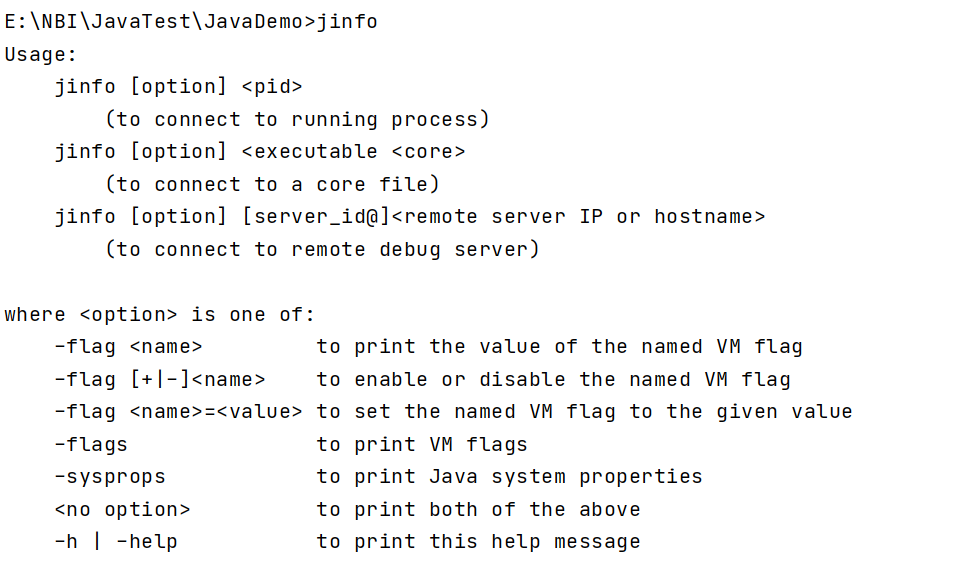 E:\NBI\JavaTest\JavaDemo>jinfo
Usage:
    jinfo [option] <pid>
        (to connect to running process)
    jinfo [option] <executable <core>
        (to connect to a core file)
    jinfo [option] [server_id@]<remote server IP or hostname>
        (to connect to remote debug server)

where <option> is one of:
    -flag <name>         to print the value of the named VM flag
    -flag [+|-]<name>    to enable or disable the named VM flag
    -flag <name>=<value> to set the named VM flag to the given value
    -flags               to print VM flags
    -sysprops            to print Java system properties
    <no option>          to print both of the above
    -h | -help           to print this help message